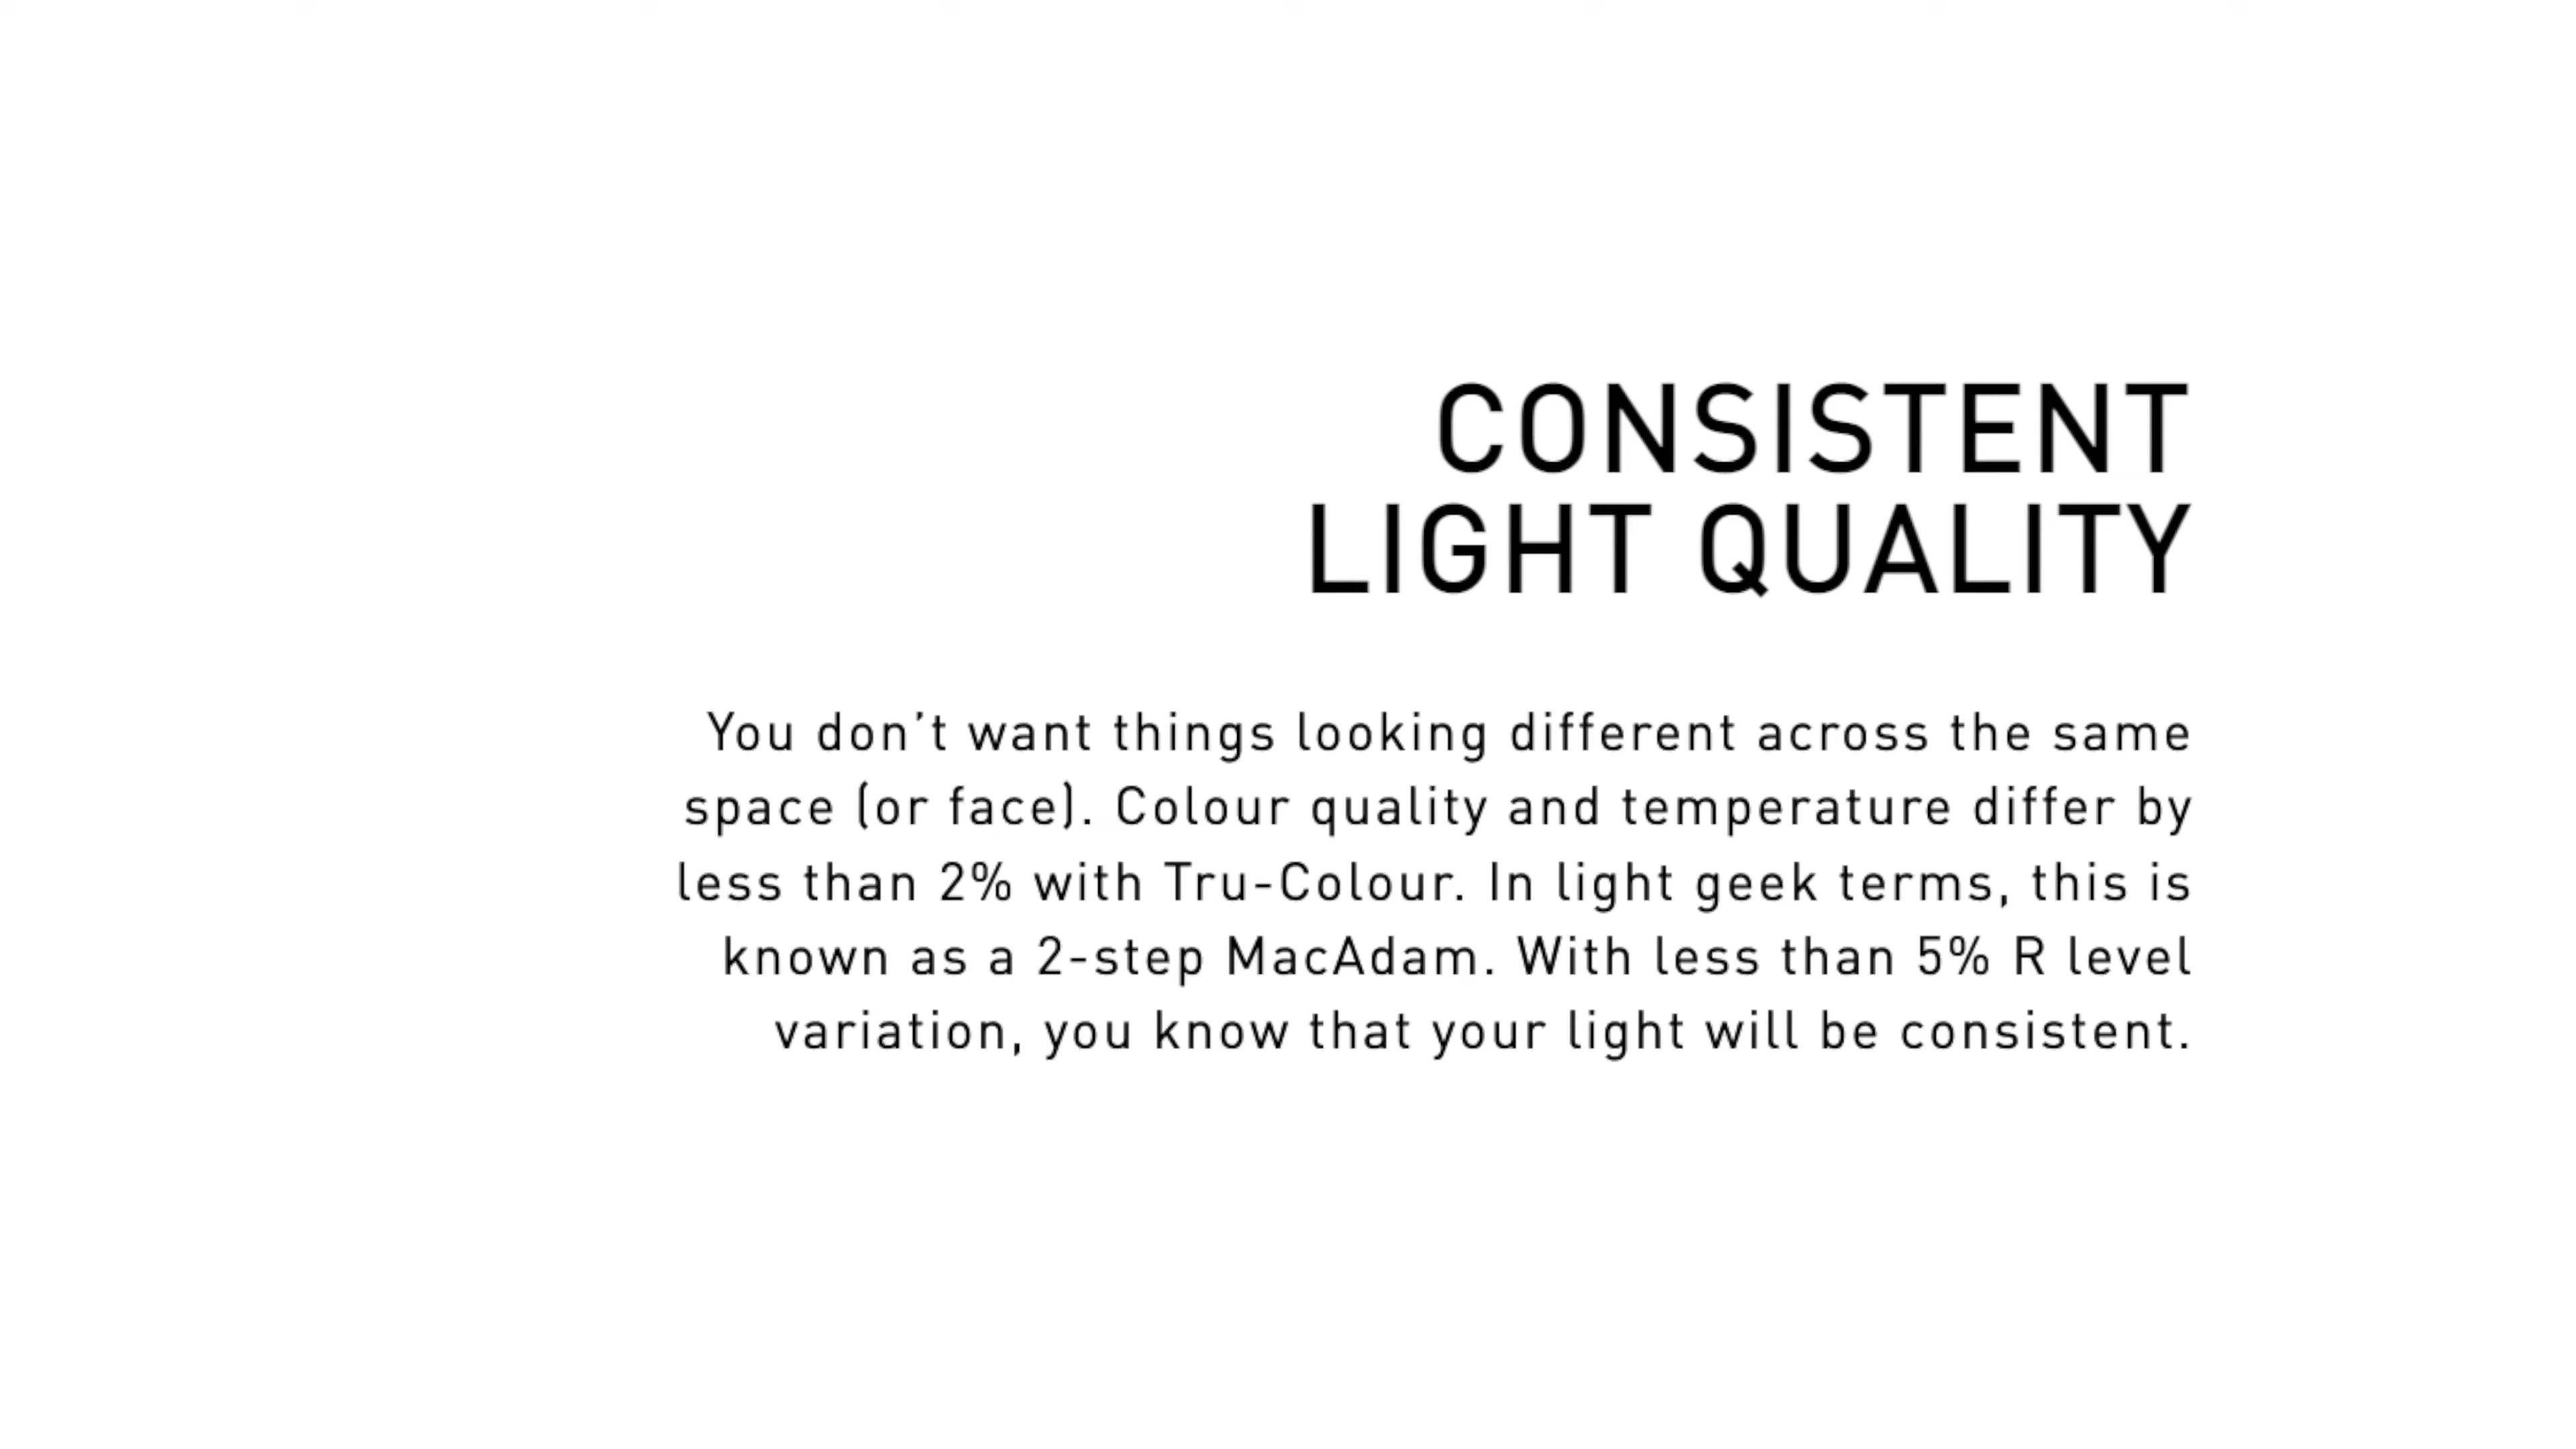 CONSISTENT
LIGHT QUALITY
You don’t want things looking different across the same
space (or face). Colour quality and temperature differ by
less than 2% with Tru-Colour. In light geek terms, this is
known as a 2-step MacAdam. With less than 5% R level
variation, you know that your light will be consistent.